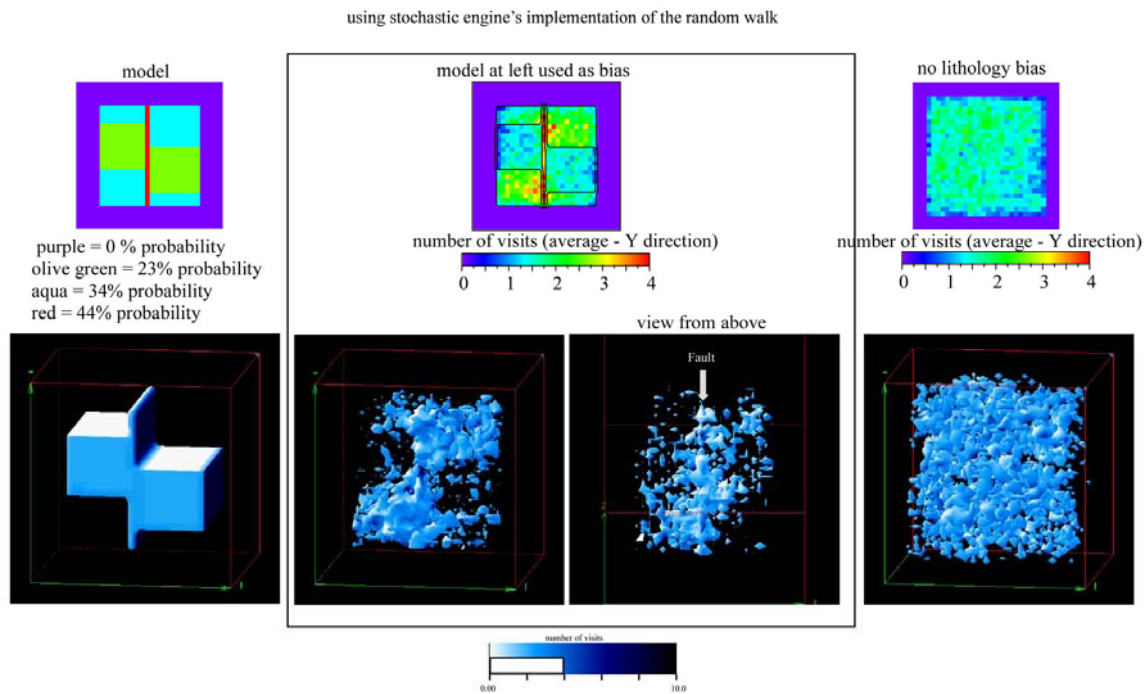 using stochastic engine's implementation of the random walk
model
purple = 0 % probability
olive green = 23% probability
aqua = 34% probability
red = 44% probability
model at left used as bias
number of visits (average - Y direction)
0 1 2 3 4
no lithology bias
number of visits (average - Y direction)
0 1 2 3 4
view from above
Fault
number of visits
0.00 10.0